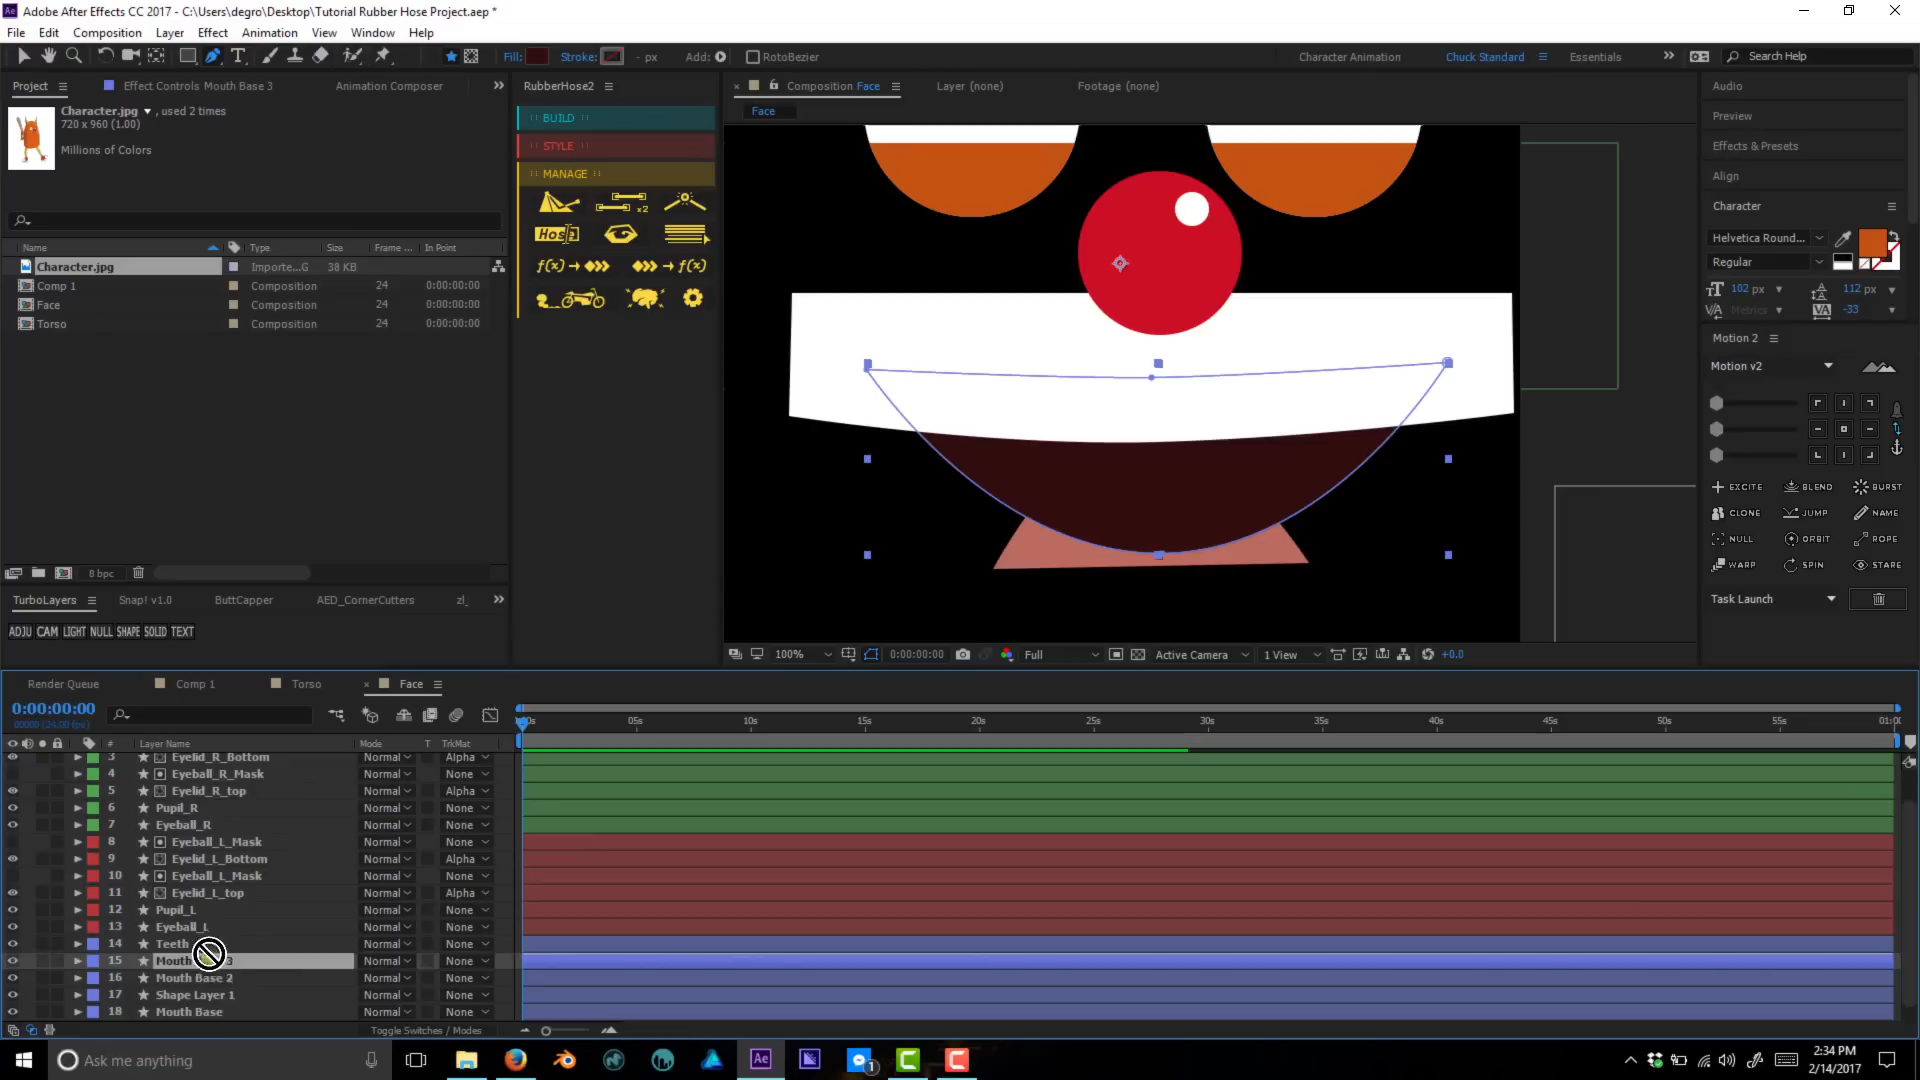 Adobe After Effects CC 2017 - C:\Users\degro\Desktop\Tutorial Rubber Hose Project.aep *
File Edit Composition Layer Effect Animation View Window Help
Fill: Stroke: - px Add: RotoBezier Character Animation Chuck Standard Essentials Search Help
Project Effect Controls Mouth Base 3 Animation Composer
Character.jpg , used 2 times
720 x 960 (1.00)
Millions of Colors
Name Type Size Frame ... In Point
Character.jpg Importe...G 38 KB
Comp 1 Composition 24 0:00:00:00
Face Composition 24 0:00:00:00
Torso Composition 24 0:00:00:00
8 bpc
TurboLayers Snap! v1.0 ButtCapper AED_CornerCutters zl_
ADJU CAM LIGHT NULL SHAPE SOLID TEXT
RubberHose2
BUILD
STYLE
MANAGE
x2
Hose
f(x) f(x)
Composition Face Layer (none) Footage (none)
Face
100% 0:00:00:00 Full Active Camera 1 View +0.0
Audio
Preview
Effects & Presets
Align
Character
Helvetica Round...
Regular
102 px 112 px
Metrics -33
Motion 2
Motion v2
EXCITE BLEND BURST
CLONE JUMP NAME
NULL ORBIT ROPE
WARP SPIN STARE
Task Launch
Render Queue Comp 1 Torso Face
0:00:00:00
00000 (24.00 fps)
05s 10s 15s 20s 25s 30s 35s 40s 45s 50s 55s
# Layer Name Mode T TrkMat
3 Eyelid_R_Bottom Normal Alpha
4 Eyeball_R_Mask Normal None
5 Eyelid_R_top Normal Alpha
6 Pupil_R Normal None
7 Eyeball_R Normal None
8 Eyeball_L_Mask Normal None
9 Eyelid_L_Bottom Normal Alpha
10 Eyeball_L_Mask Normal None
11 Eyelid_L_top Normal Alpha
12 Pupil_L Normal None
13 Eyeball_L Normal None
14 Teeth Normal None
15 Mouth 3 Normal None
16 Mouth Base 2 Normal None
17 Shape Layer 1 Normal None
18 Mouth Base Normal None
Toggle Switches / Modes
Ask me anything
Ae
1
2:34 PM
2/14/2017